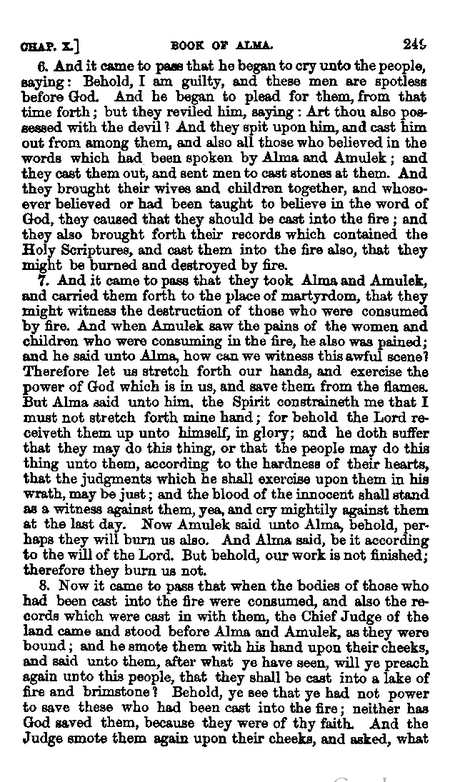 CHAP. X.] BOOK OF ALMA. 249
6. And it came to pass that he began to cry unto the people,
saying: Behold, I am guilty, and these men are spotless
before God. And he began to plead for them, from that
time forth; but they reviled him, saying: Art thou also pos-
sessed with the devil? And they spit upon him, and cast him
out from among them, and also all those who believed in the
words which had been spoken by Alma and Amulek; and
they cast them out, and sent men to cast stones at them. And
they brought their wives and children together, and whoso-
ever believed or had been taught to believe in the word of
God, they caused that they should be cast into the fire; and
they also brought forth their records which contained the
Holy Scriptures, and cast them into the fire also, that they
might be burned and destroyed by fire.
7. And it came to pass that they took Alma and Amulek,
and carried them forth to the place of martyrdom, that they
might witness the destruction of those who were consumed
by fire. And when Amulek saw the pains of the women and
children who were consuming in the fire, he also was pained;
and he said unto Alma, how can we witness this awful scene?
Therefore let us stretch forth our hands, and exercise the
power of God which is in us, and save them from the flames.
But Alma said unto him, the Spirit constraineth me that I
must not stretch forth mine hand; for behold the Lord re-
ceiveth them up unto himself, in glory; and he doth suffer
that they may do this thing, or that the people may do this
thing unto them, according to the hardness of their hearts,
that the judgments which he shall exercise upon them in his
wrath, may be just; and the blood of the innocent shall stand
as a witness against them, yea, and cry mightily against them
at the last day. Now Amulek said unto Alma, behold, per-
haps they will burn us also. And Alma said, be it according
to the will of the Lord. But behold, our work is not finished;
therefore they burn us not.
8. Now it came to pass that when the bodies of those who
had been cast into the fire were consumed, and also the re-
cords which were cast in with them, the Chief Judge of the
land came and stood before Alma and Amulek, as they were
bound; and he smote them with his hand upon their cheeks,
and said unto them, after what ye have seen, will ye preach
again unto this people, that they shall be cast into a lake of
fire and brimstone? Behold, ye see that ye had not power
to save these who had been cast into the fire; neither has
God saved them, because they were of thy faith. And the
Judge smote them again upon their cheeks, and asked, what